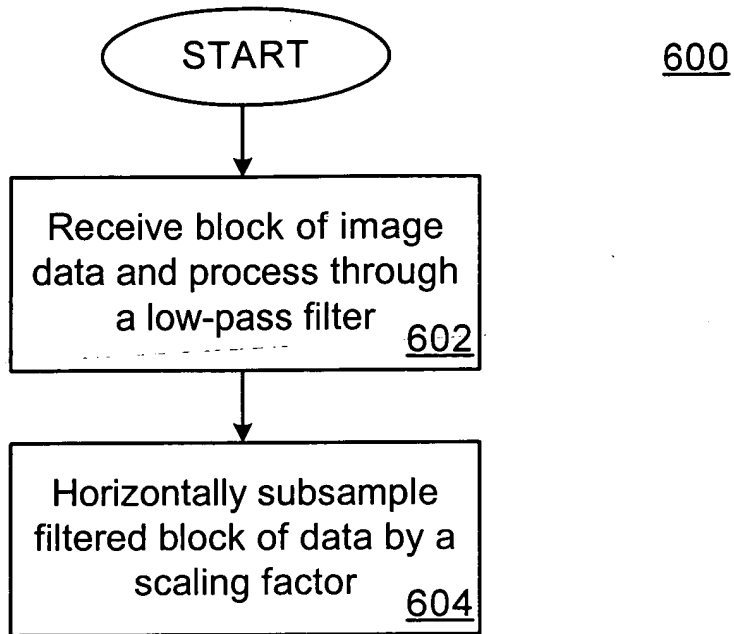 START
600
Receive block of image
data and process through
a low-pass filter
602
Horizontally subsample
filtered block of data by a
scaling factor
604